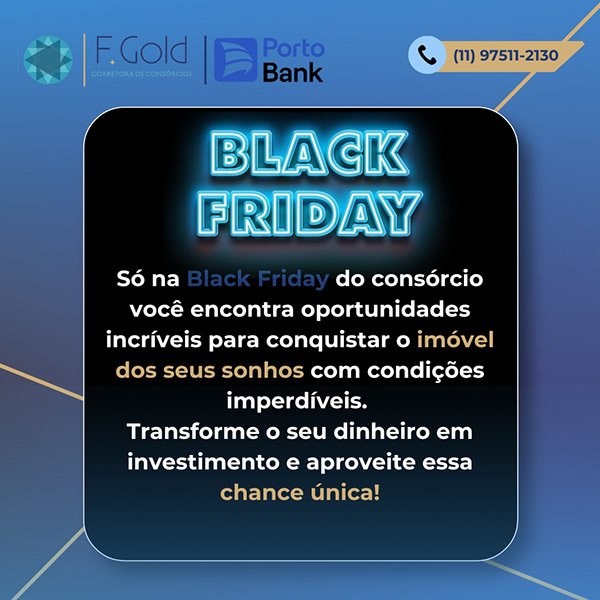 F.Gold
CORRETORA DE CONSÓRCIOS
Porto
Bank
(11) 97511-2130
BLACK
FRIDAY
Só na Black Friday do consórcio
você encontra oportunidades
incríveis para conquistar o imóvel
dos seus sonhos com condições
imperdíveis.
Transforme o seu dinheiro em
investimento e aproveite essa
chance única!